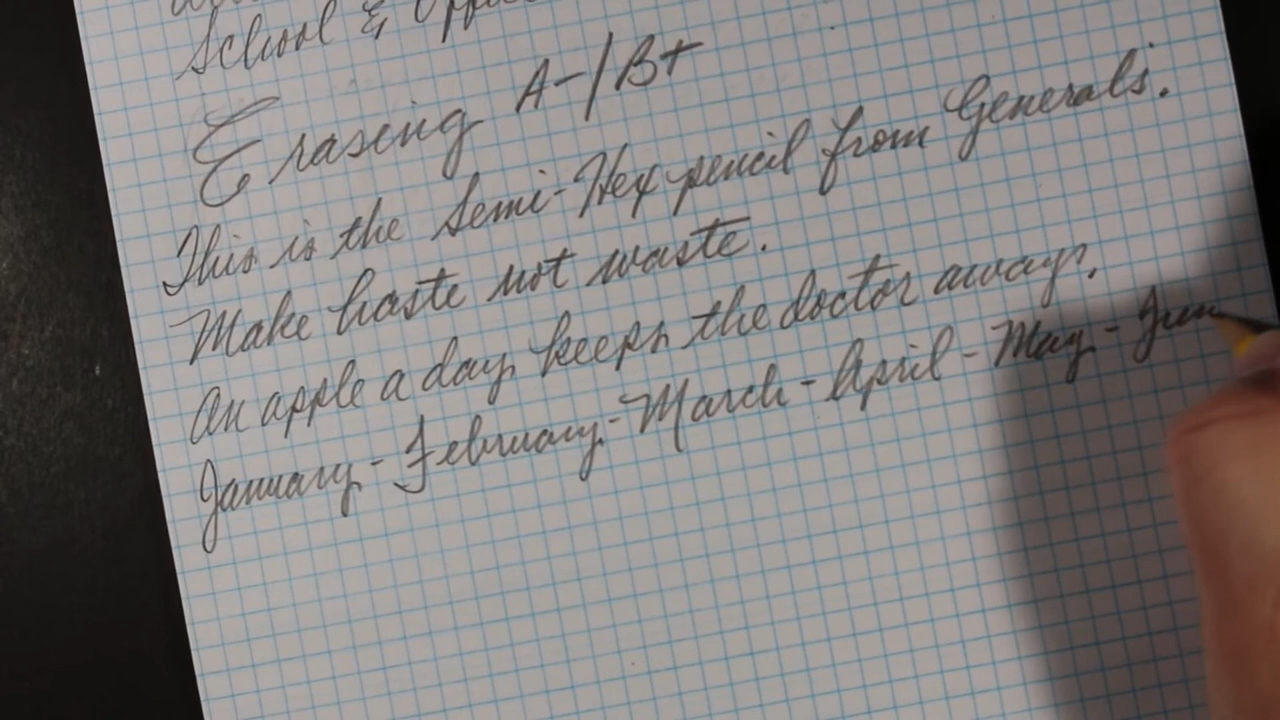 School &
Erasing A-/B+
This is the Semi-Hex pencil from Generals.
Make haste not waste.
An apple a day keeps the doctor away.
January - February - March - April - May - Jun